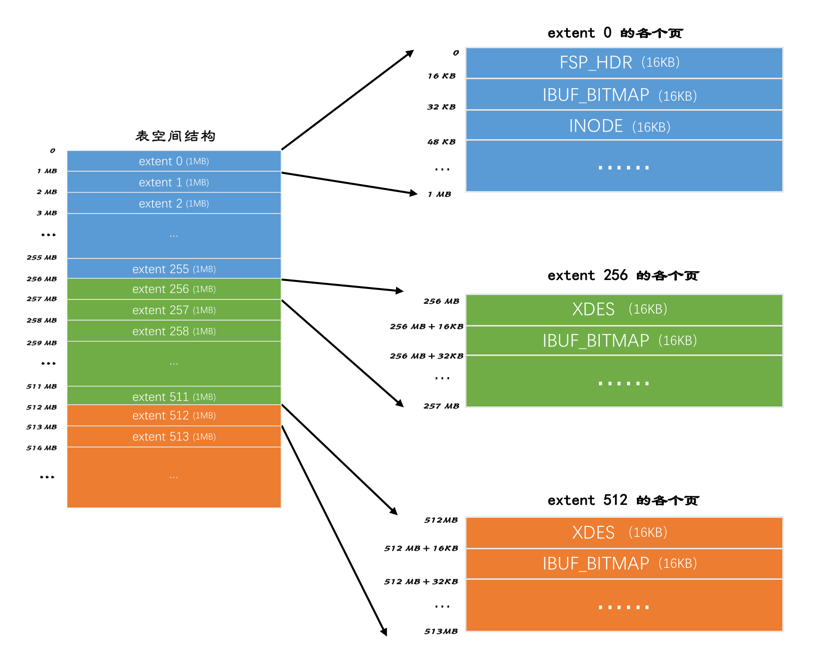 表空间结构
0
extent 0 (1MB)
1 MB
extent 1 (1MB)
2 MB
extent 2 (1MB)
3 MB
...
...
255 MB
extent 255 (1MB)
256 MB
extent 256 (1MB)
257 MB
extent 257 (1MB)
258 MB
extent 258 (1MB)
259 MB
...
...
511 MB
extent 511 (1MB)
512 MB
extent 512 (1MB)
513 MB
extent 513 (1MB)
514 MB
...
...
extent 0 的各个页
0
FSP_HDR (16KB)
16 KB
IBUF_BITMAP (16KB)
32 KB
INODE (16KB)
48 KB
...
......
1 MB
extent 256 的各个页
256 MB
XDES (16KB)
256 MB + 16KB
IBUF_BITMAP (16KB)
256 MB + 32KB
...
......
257 MB
extent 512 的各个页
512MB
XDES (16KB)
512 MB + 16KB
IBUF_BITMAP (16KB)
512 MB + 32KB
...
......
513MB